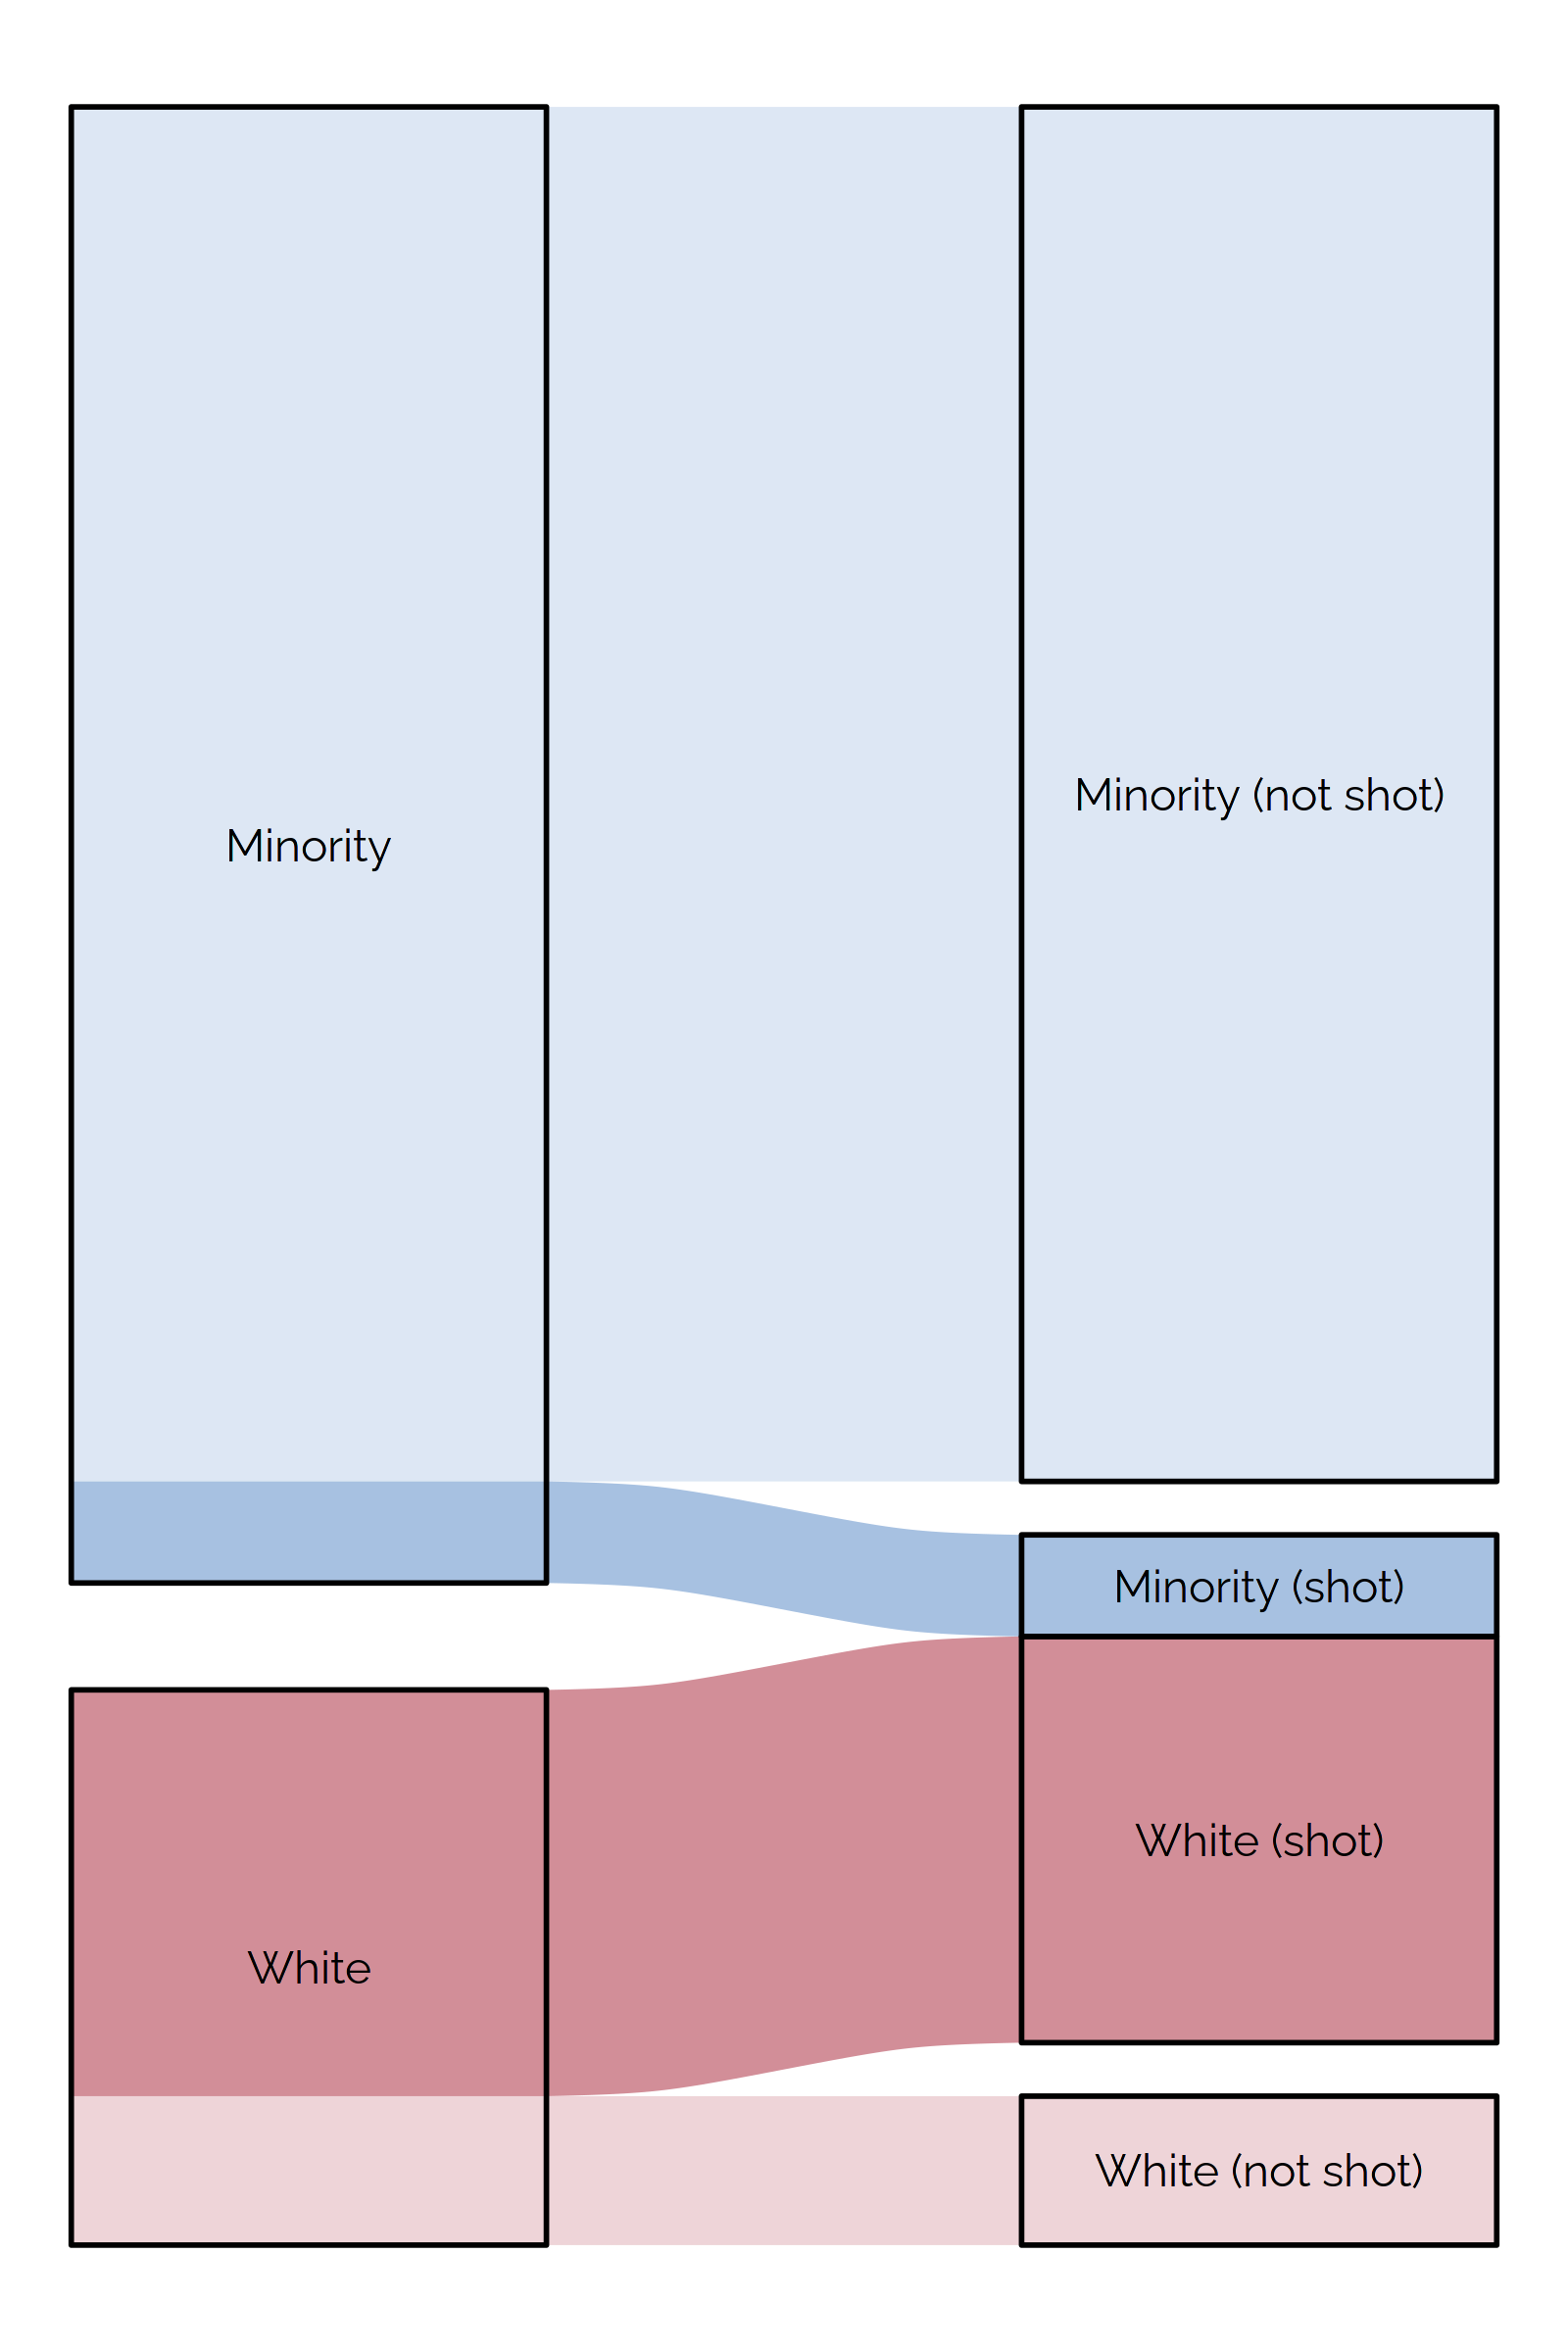 Minority
Minority (not shot)
Minority (shot)
White (shot)
White
White (not shot)